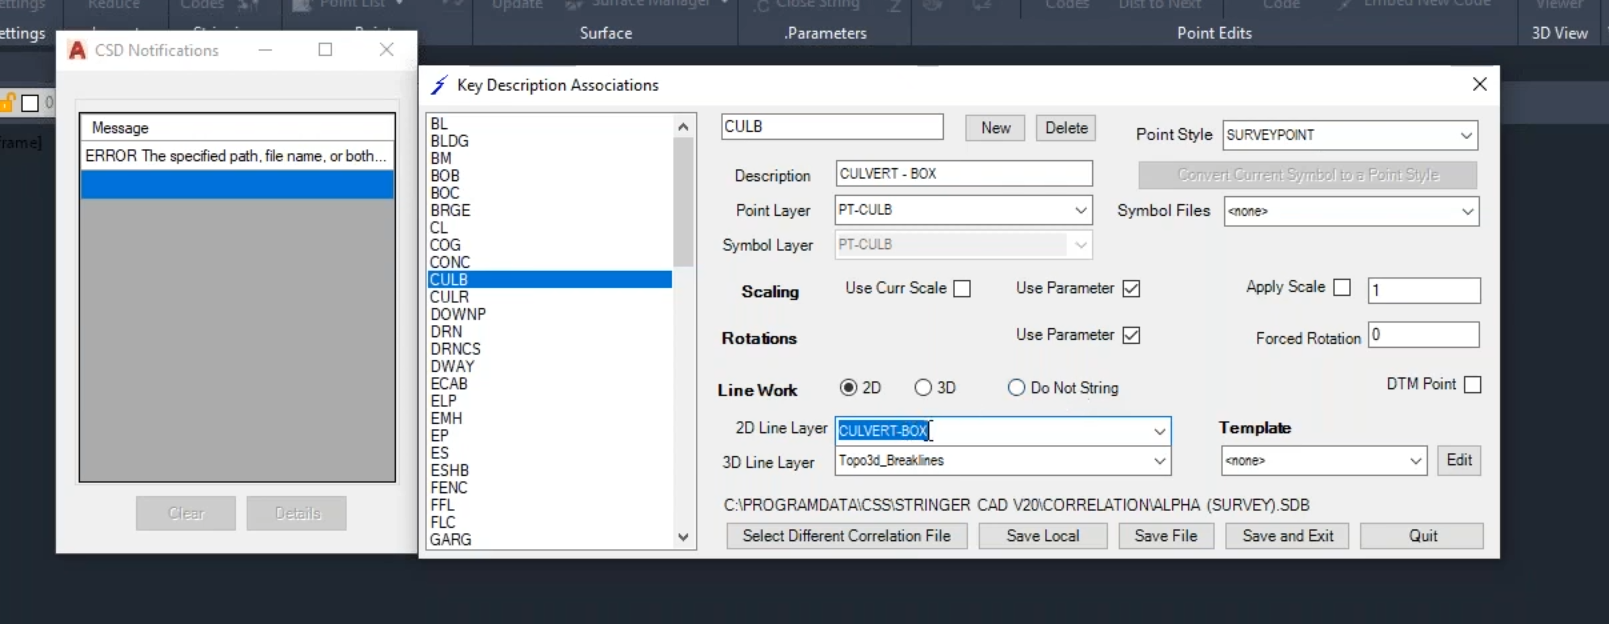 ettings
Reduce
Codes
Point List
Update
Surface Manager
Close String
Codes
Dist to Next
Code
Embed New Code
Viewer
ettings
Surface
.Parameters
Point Edits
3D View
CSD Notifications
0
rame]
Message
ERROR The specified path, file name, or both...
Clear
Details
Key Description Associations
BL
BLDG
BM
BOB
BOC
BRGE
CL
COG
CONC
CULB
CULR
DOWNP
DRN
DRNCS
DWAY
ECAB
ELP
EMH
EP
ES
ESHB
FENC
FFL
FLC
GARG
CULB
New
Delete
Point Style
SURVEYPOINT
Description
CULVERT - BOX
Convert Current Symbol to a Point Style
Point Layer
PT-CULB
Symbol Files
<none>
Symbol Layer
PT-CULB
Scaling
Use Curr Scale
Use Parameter
Apply Scale
1
Rotations
Use Parameter
Forced Rotation
0
Line Work
2D
3D
Do Not String
DTM Point
2D Line Layer
CULVERT-BOX
Template
3D Line Layer
Topo3d_Breaklines
<none>
Edit
C:\PROGRAMDATA\CSS\STRINGER CAD V20\CORRELATION\ALPHA (SURVEY).SDB
Select Different Correlation File
Save Local
Save File
Save and Exit
Quit